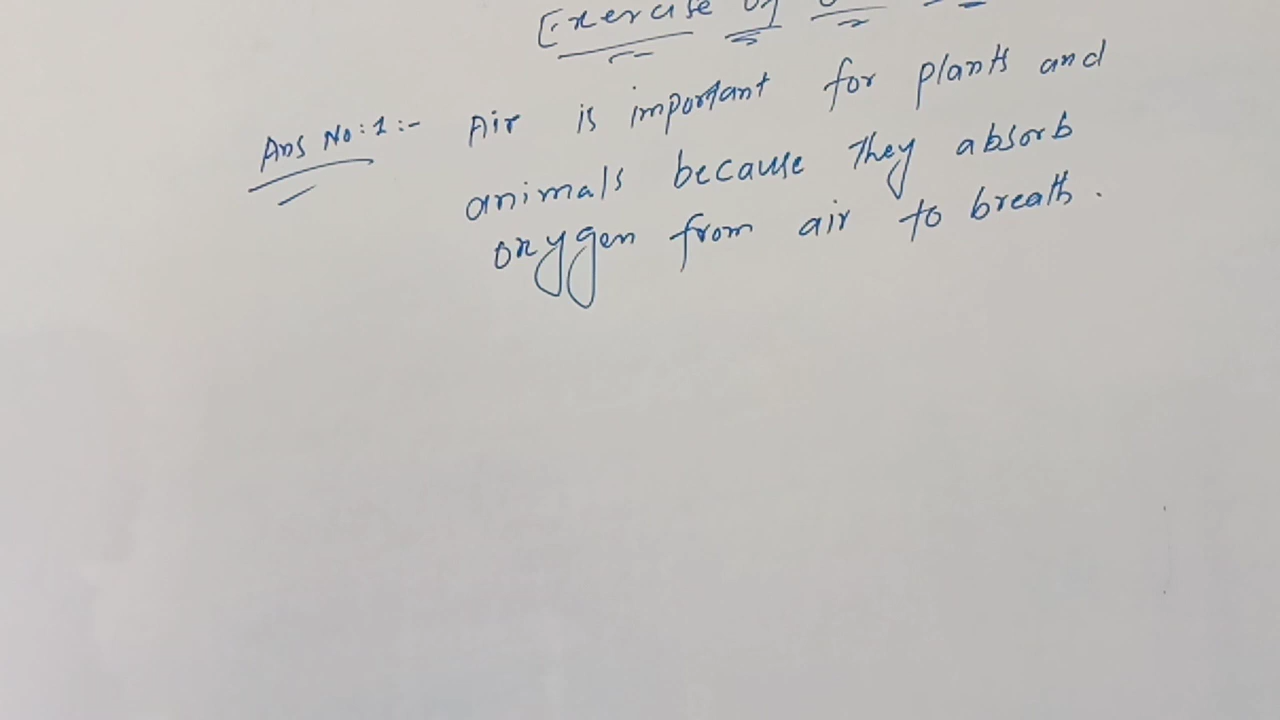 Exercise of
Ans No:1:- Air is important for plants and
animals because they absorb
oxygen from air to breath.